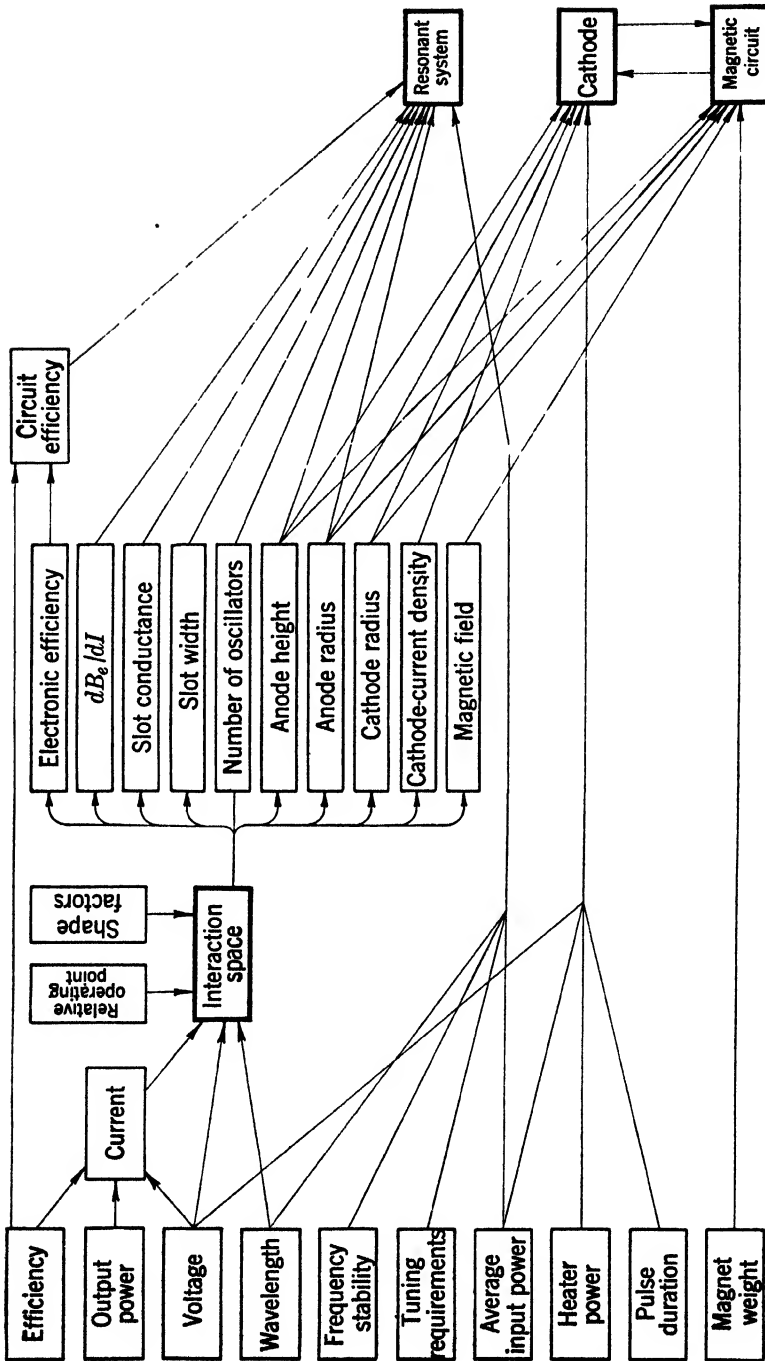 Efficiency
Output
power
Voltage
Wavelength
Frequency
stability
Tuning
requirements
Average
input power
Heater
power
Pulse
duration
Magnet
weight
Current
Relative
operating
point
Shape
factors
Interaction
space
Electronic efficiency
dB_e/dI
Slot conductance
Slot width
Number of oscillators
Anode height
Anode radius
Cathode radius
Cathode-current density
Magnetic field
Circuit
efficiency
Resonant
system
Cathode
Magnetic
circuit